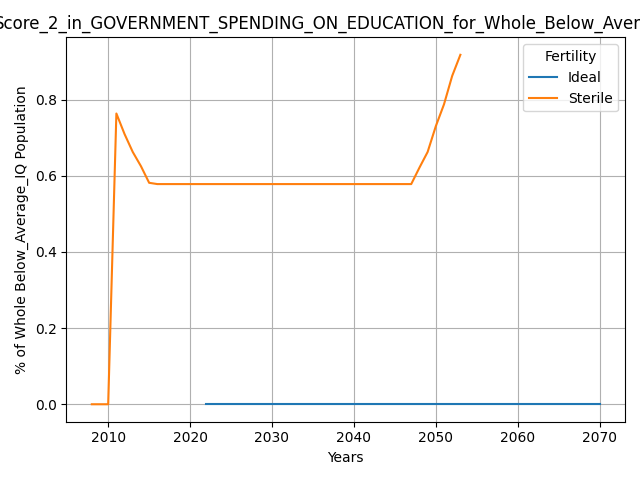 Score_2_in_GOVERNMENT_SPENDING_ON_EDUCATION_for_Whole_Below_Aver
Fertility
Ideal
Sterile
% of Whole Below_Average_IQ Population
0.8
0.6
0.4
0.2
0.0
2010 2020 2030 2040 2050 2060 2070
Years